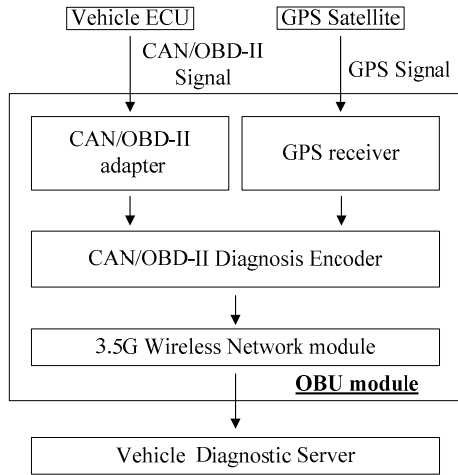 Vehicle ECU
GPS Satellite
CAN/OBD-II
Signal
GPS Signal
CAN/OBD-II
adapter
GPS receiver
CAN/OBD-II Diagnosis Encoder
3.5G Wireless Network module
OBU module
Vehicle Diagnostic Server